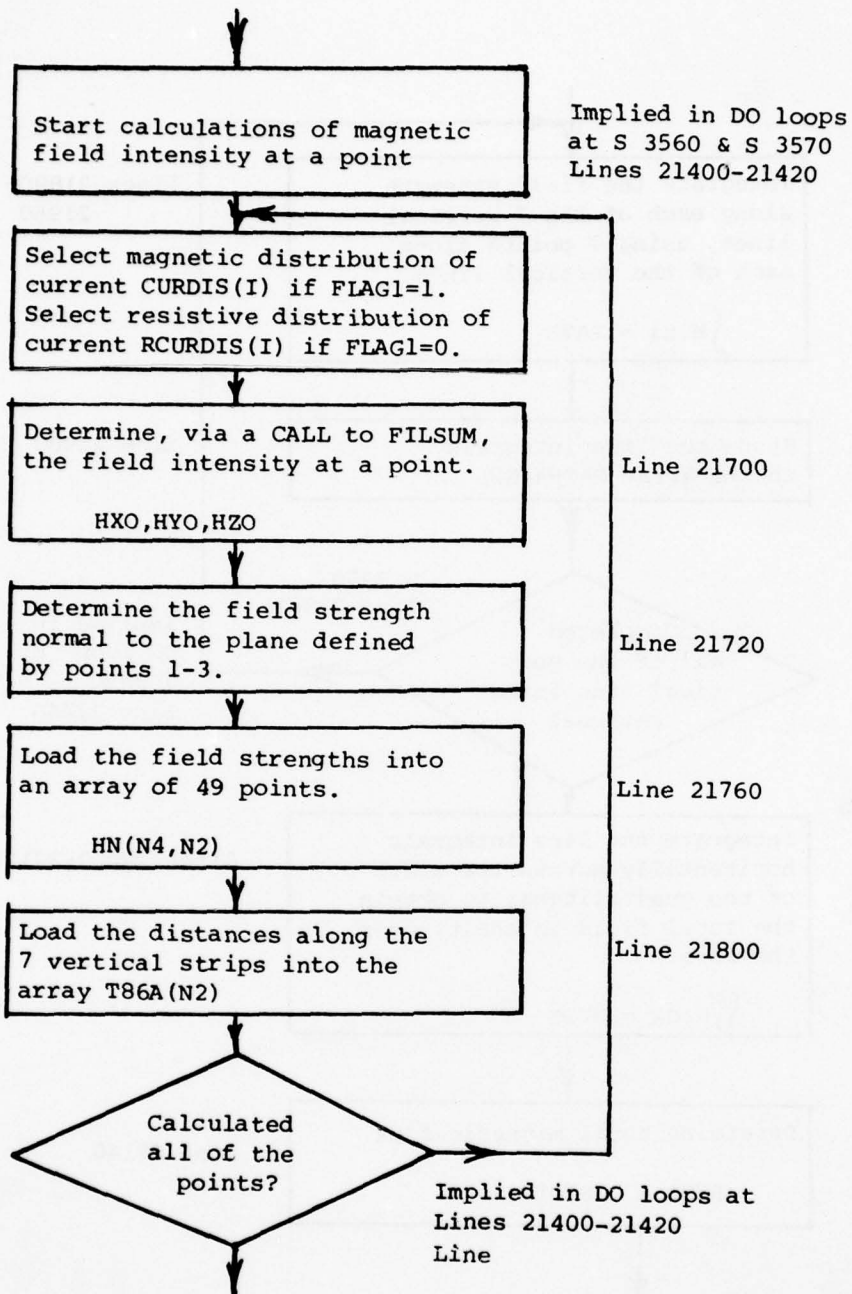 Start calculations of magnetic
field intensity at a point
Implied in DO loops
at S 3560 & S 3570
Lines 21400-21420
Select magnetic distribution of
current CURDIS(I) if FLAG1=1.
Select resistive distribution of
current RCURDIS(I) if FLAG1=0.
Determine, via a CALL to FILSUM,
the field intensity at a point.
HXO,HYO,HZO
Line 21700
Determine the field strength
normal to the plane defined
by points 1-3.
Line 21720
Load the field strengths into
an array of 49 points.
HN(N4,N2)
Line 21760
Load the distances along the
7 vertical strips into the
array T86A(N2)
Line 21800
Calculated
all of the
points?
Implied in DO loops at
Lines 21400-21420
Line